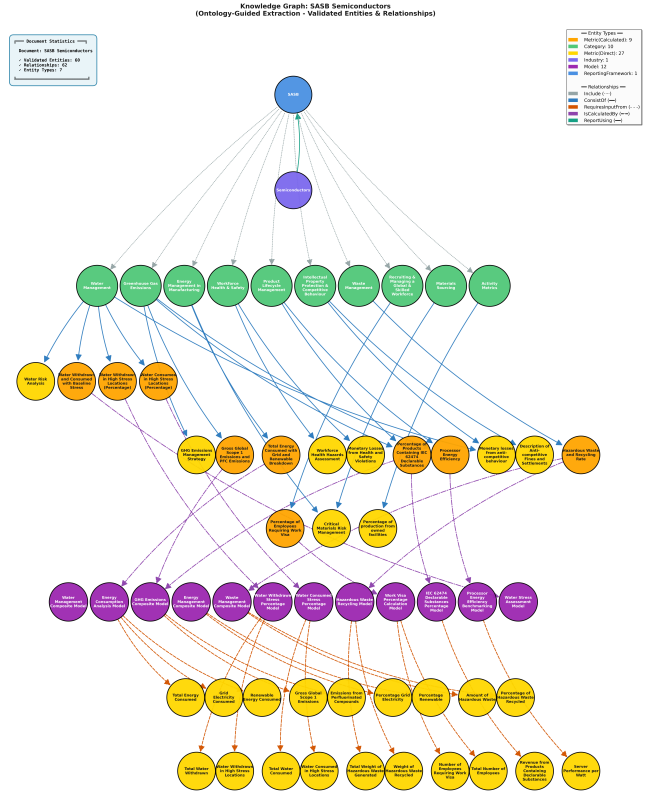 Knowledge Graph: SASB Semiconductors
(Ontology-Guided Extraction - Validated Entities & Relationships)
Document Statistics
Document: SASB Semiconductors
✓ Validated Entities: 60
✓ Relationships: 62
✓ Entity Types: 7
Entity Types
Metric(Calculated): 9
Category: 10
Metric(Direct): 27
Industry: 1
Model: 12
ReportingFramework: 1
Relationships
Include (- -)
ConsistOf (—)
RequiresInputFrom (- - -)
IsCalculatedBy (—)
ReportUsing (—)
SASB
Semiconductors
Water
Management
Greenhouse Gas
Emissions
Energy
Management in
Manufacturing
Workforce
Health & Safety
Product
Lifecycle
Management
Intellectual
Property
Protection &
Competitive
Behaviour
Waste
Management
Recruiting &
Managing a
Global &
Skilled
Workforce
Materials
Sourcing
Activity
Metrics
Water Risk
Analysis
Water Withdrawn
and Consumed
with Baseline
Stress
Water Withdrawn
in High Stress
Locations
(Percentage)
Water Consumed
in High Stress
Locations
(Percentage)
GHG Emissions
Management
Strategy
Gross Global
Scope 1
Emissions and
PFC Emissions
Total Energy
Consumed with
Grid and
Renewable
Breakdown
Workforce
Health Hazards
Assessment
Monetary Losses
from Health and
Safety
Violations
Percentage of
Products
Containing IEC
62474
Declarable
Substances
Processor
Energy
Efficiency
Monetary losses
from anti-
competitive
behaviour
Description of
Anti-
competitive
Fines and
Settlements
Hazardous Waste
and Recycling
Rate
Percentage of
Employees
Requiring Work
Visa
Critical
Materials Risk
Management
Percentage of
production from
owned
facilities
Water
Management
Composite Model
Energy
Consumption
Analysis Model
GHG Emissions
Composite Model
Energy
Management
Composite Model
Waste
Management
Composite Model
Water Withdrawn
Stress
Percentage
Model
Water Consumed
Stress
Percentage
Model
Hazardous Waste
Recycling Model
Work Visa
Percentage
Calculation
Model
IEC 62474
Declarable
Substances
Percentage
Model
Processor
Energy
Efficiency
Benchmarking
Model
Water Stress
Assessment
Model
Total Energy
Consumed
Grid
Electricity
Consumed
Renewable
Energy Consumed
Gross Global
Scope 1
Emissions
Emissions from
Perfluorinated
Compounds
Percentage Grid
Electricity
Percentage
Renewable
Amount of
Hazardous Waste
Percentage of
Hazardous Waste
Recycled
Total Water
Withdrawn
Water Withdrawn
in High Stress
Locations
Total Water
Consumed
Water Consumed
in High Stress
Locations
Total Weight of
Hazardous Waste
Generated
Weight of
Hazardous Waste
Recycled
Number of
Employees
Requiring Work
Visa
Total Number of
Employees
Revenue from
Products
Containing
Declarable
Substances
Server
Performance per
Watt